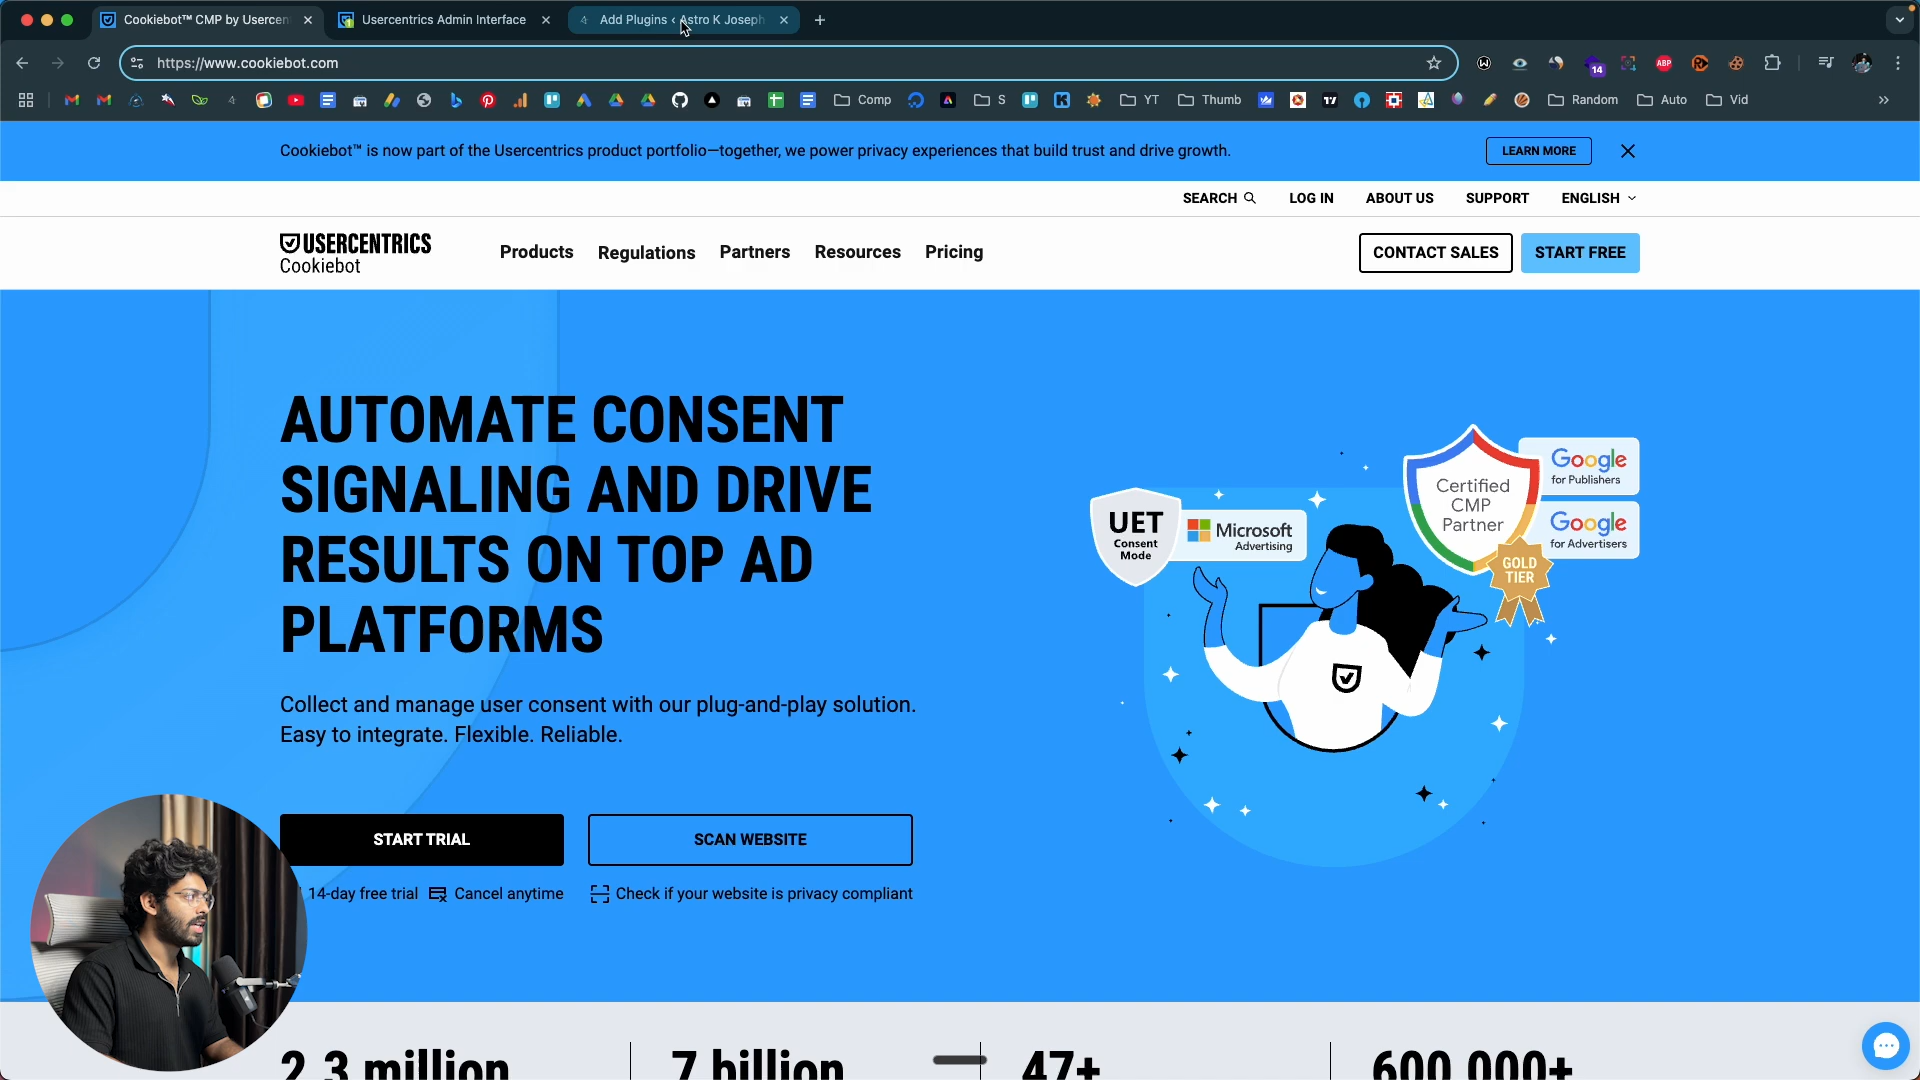 Cookiebot™ CMP by Usercen
Usercentrics Admin Interface
Add Plugins ‹ Astro K Joseph
https://www.cookiebot.com
14
ABP
Comp
S
YT
Thumb
Random
Auto
Vid
Cookiebot™ is now part of the Usercentrics product portfolio—together, we power privacy experiences that build trust and drive growth.
LEARN MORE
SEARCH
LOG IN
ABOUT US
SUPPORT
ENGLISH
USERCENTRICS
Cookiebot
Products
Regulations
Partners
Resources
Pricing
CONTACT SALES
START FREE
AUTOMATE CONSENT
SIGNALING AND DRIVE
RESULTS ON TOP AD
PLATFORMS
Collect and manage user consent with our plug-and-play solution.
Easy to integrate. Flexible. Reliable.
START TRIAL
SCAN WEBSITE
14-day free trial
Cancel anytime
Check if your website is privacy compliant
UET
Consent
Mode
Microsoft
Advertising
Certified
CMP
Partner
Google
for Publishers
Google
for Advertisers
GOLD
TIER
2.3 million
7 billion
47+
600 000+